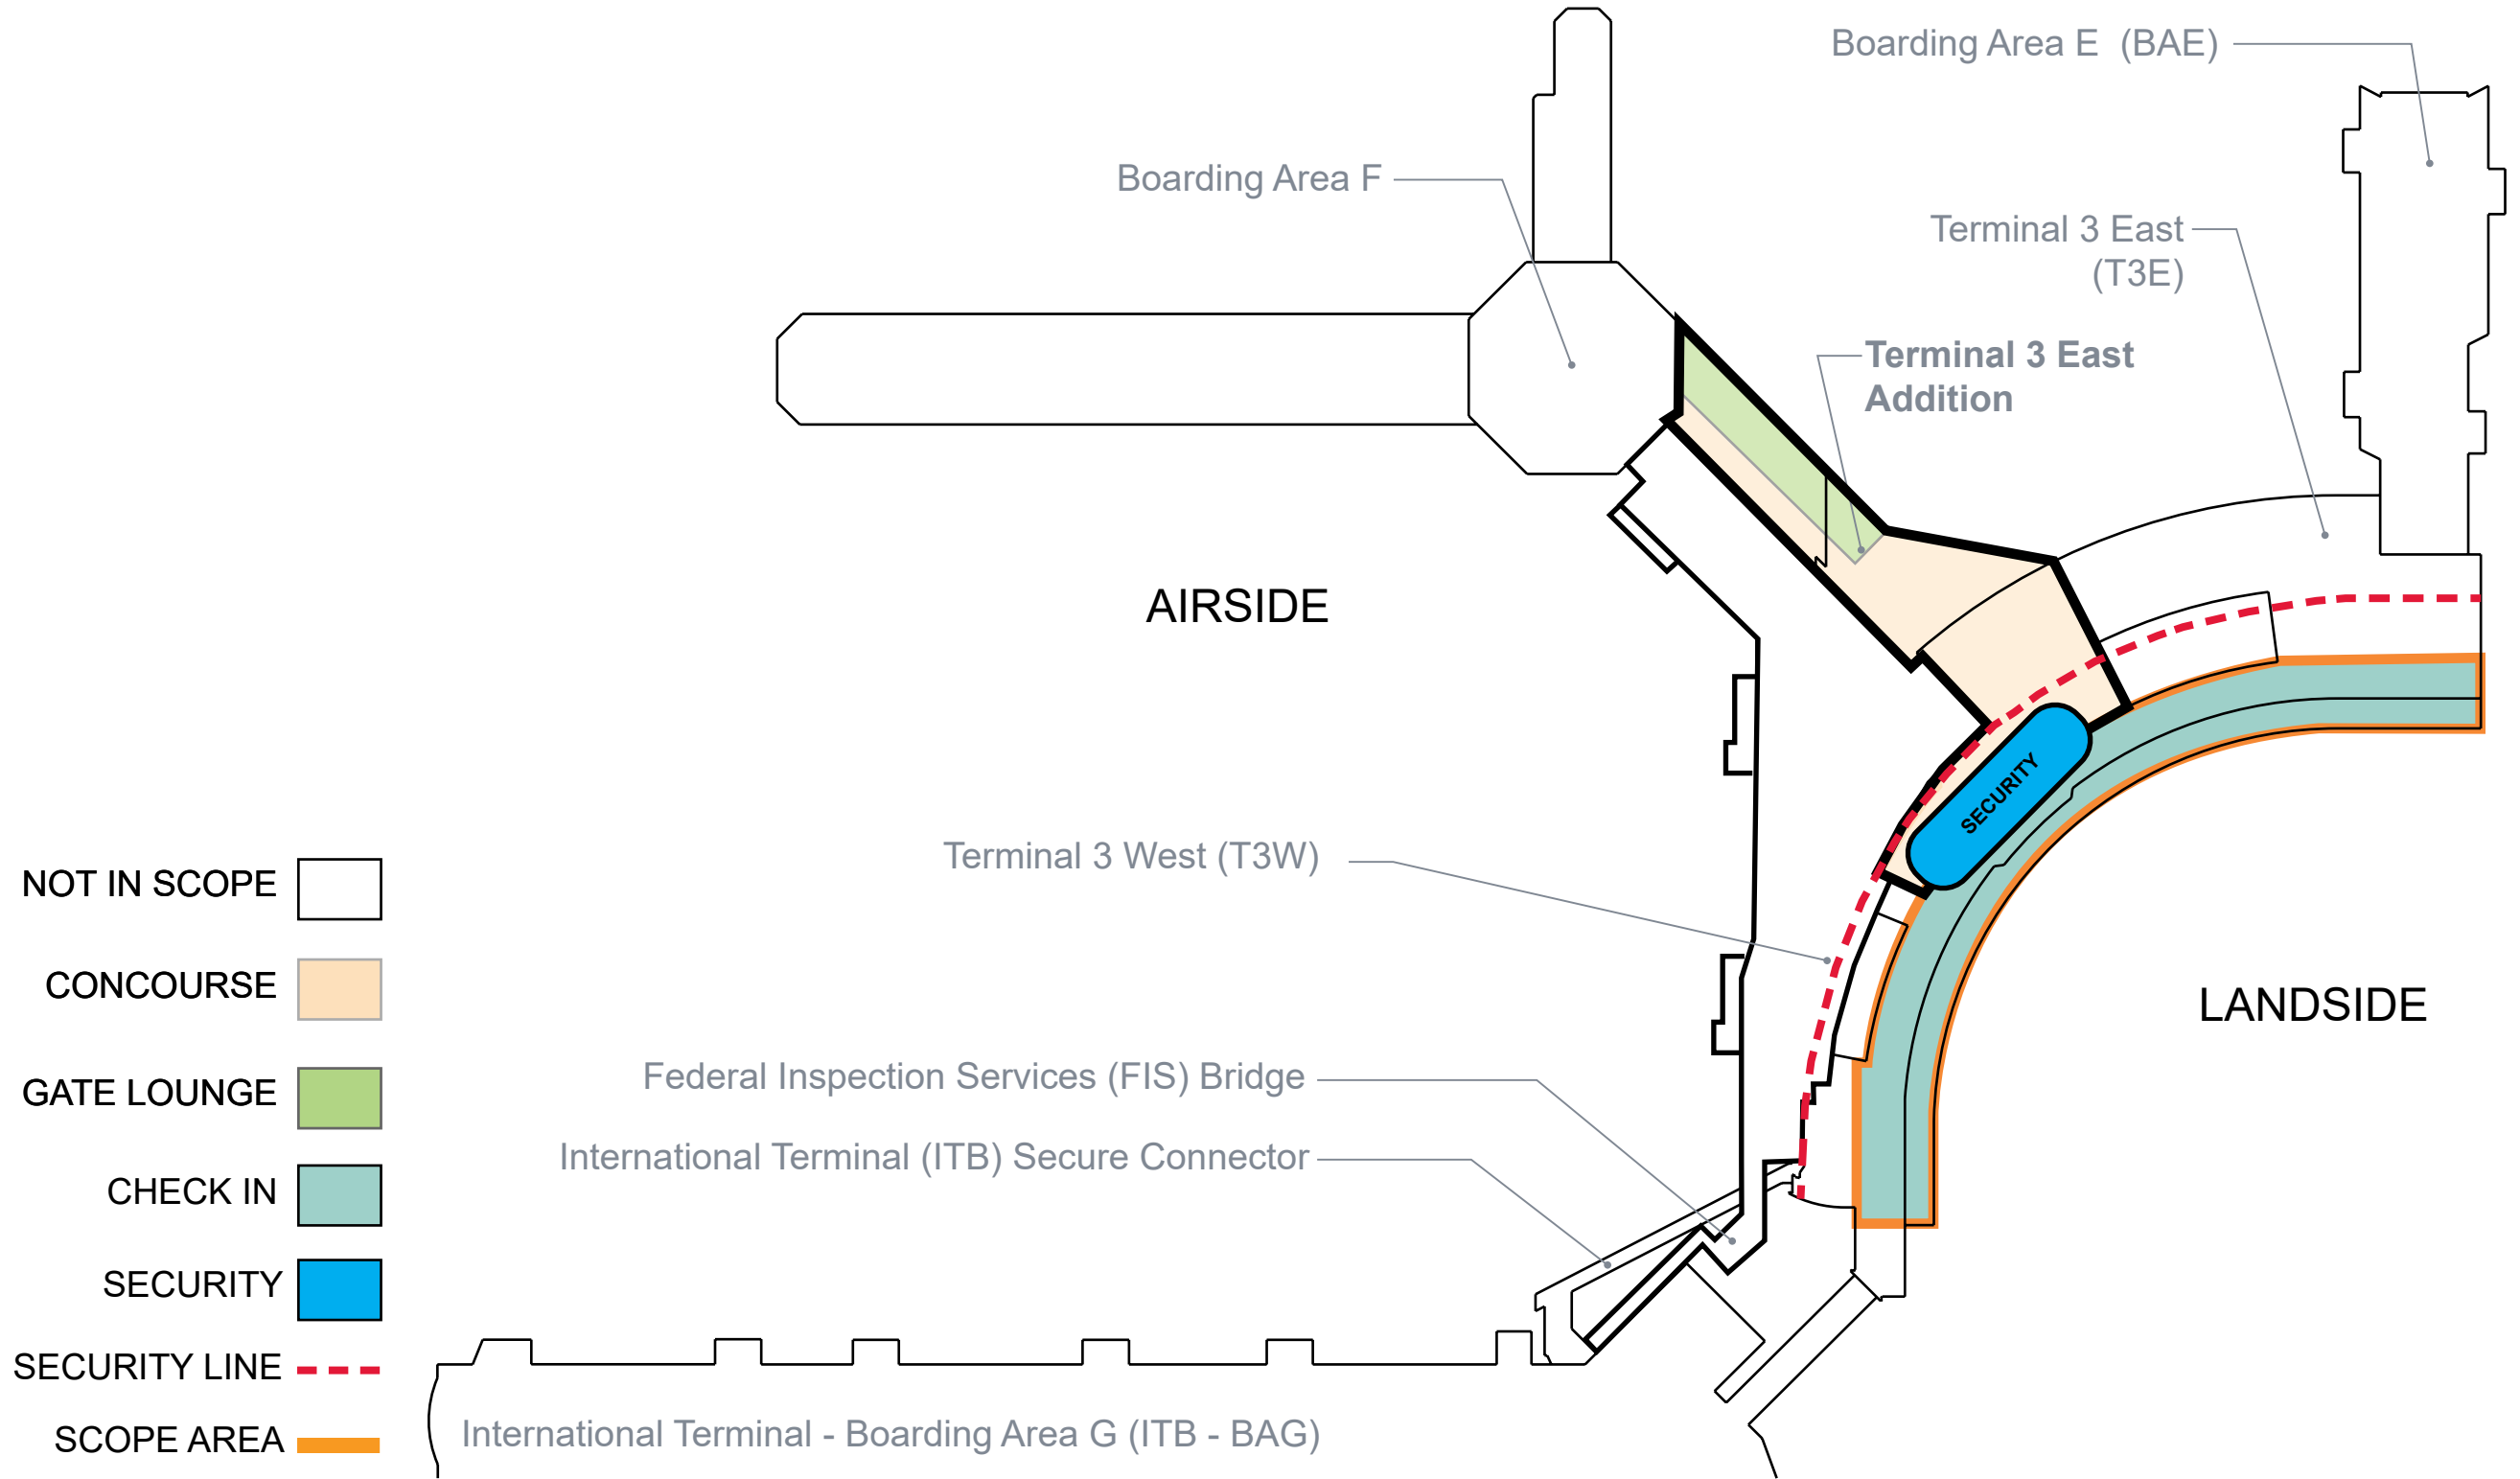 Boarding Area E (BAE)
Boarding Area F
Terminal 3 East
(T3E)
Terminal 3 East
Addition
AIRSIDE
SECURITY
Terminal 3 West (T3W)
LANDSIDE
Federal Inspection Services (FIS) Bridge
International Terminal (ITB) Secure Connector
International Terminal - Boarding Area G (ITB - BAG)
NOT IN SCOPE
CONCOURSE
GATE LOUNGE
CHECK IN
SECURITY
SECURITY LINE
SCOPE AREA